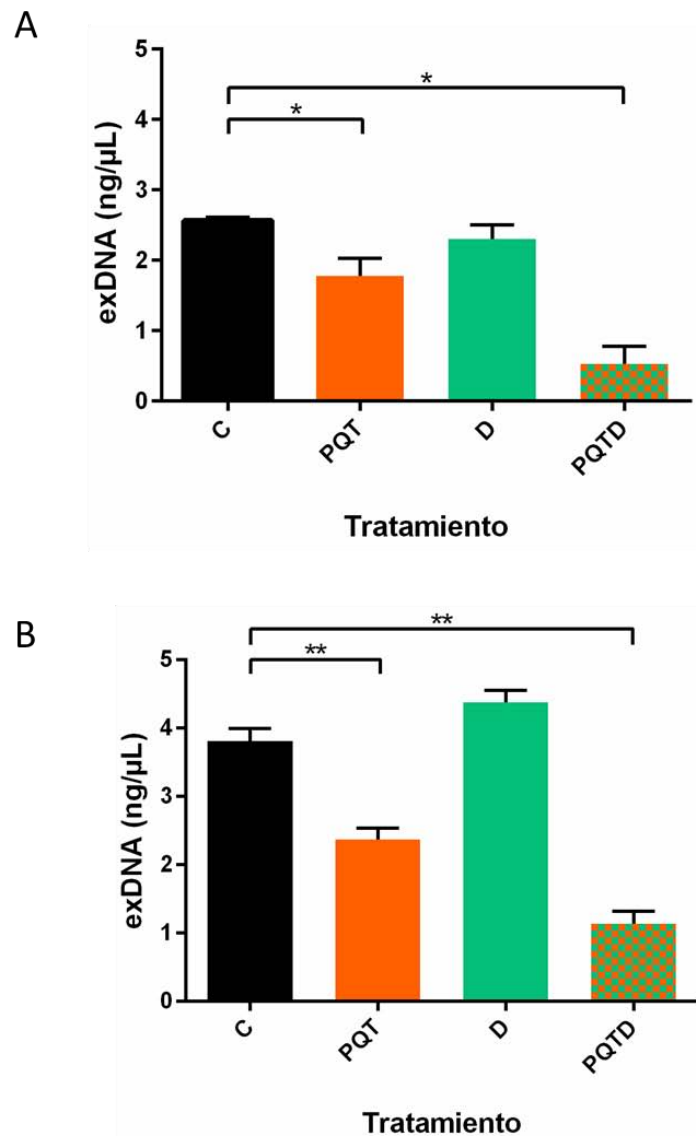 A
exDNA (ng/µL)
5
4
3
2
1
0
*
*
C
PQT
D
PQTD
Tratamiento
B
exDNA (ng/µL)
5
4
3
2
1
0
**
**
C
PQT
D
PQTD
Tratamiento